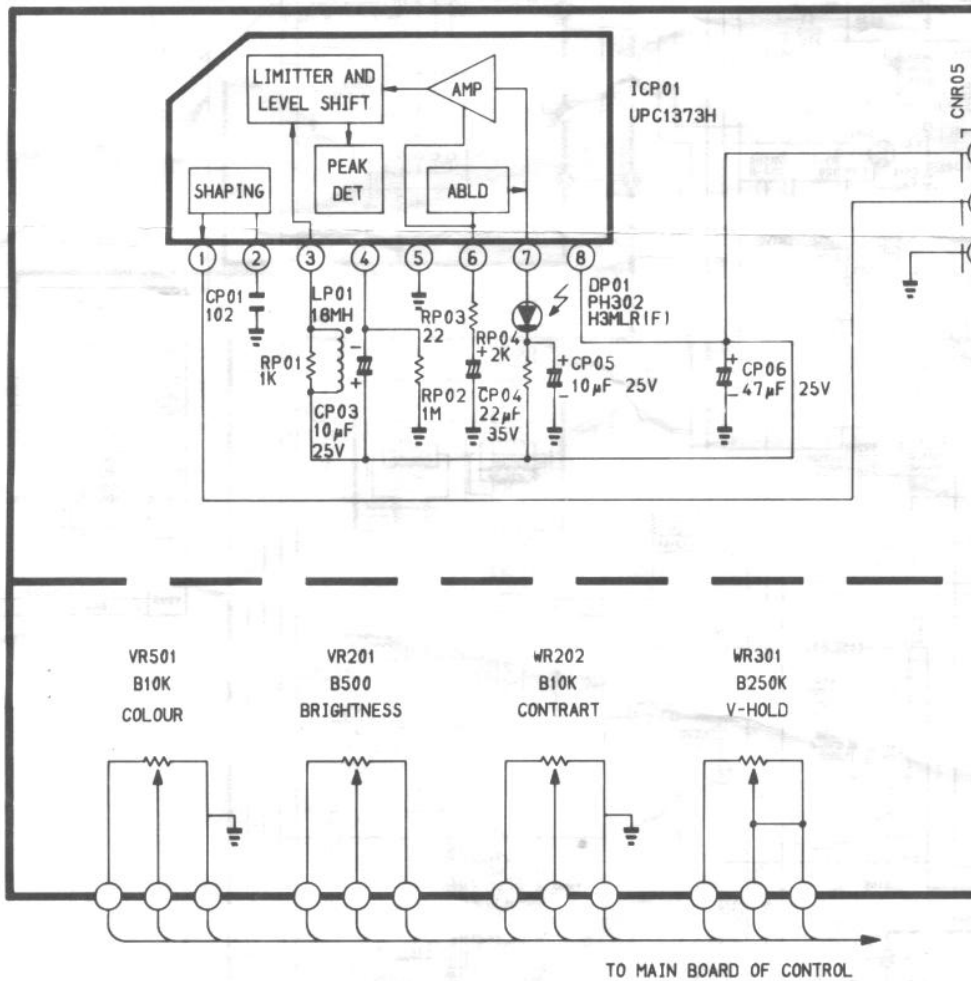 LIMITTER AND
LEVEL SHIFT
AMP
PEAK
DET
SHAPING
ABLD
ICP01
UPC1373H
CNR05
1
2
3
4
5
6
7
8
CP01
102
LP01
18MH
RP03
22
DP01
PH302
H3MLR(F)
RP04
2K
RP01
1K
RP02
1M
CP03
10µF
25V
CP04
22µF
35V
CP05
10µF 25V
CP06
47µF 25V
VR501
B10K
COLOUR
VR201
B500
BRIGHTNESS
WR202
B10K
CONTRART
WR301
B250K
V-HOLD
TO MAIN BOARD OF CONTROL